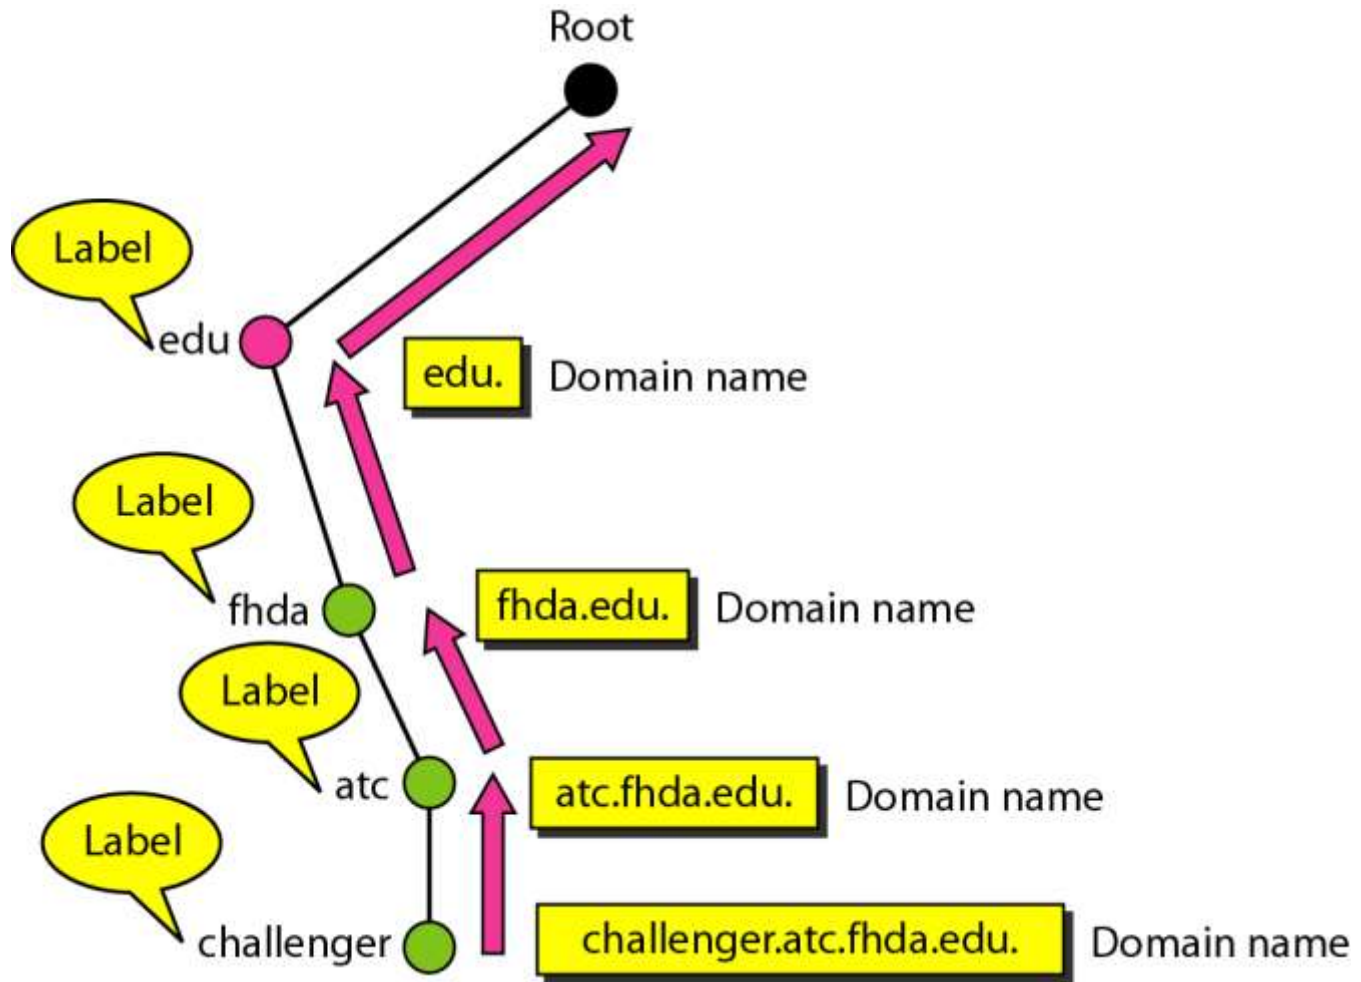 Root
Label
edu
edu.
Domain name
Label
fhda
fhda.edu.
Domain name
Label
atc
atc.fhda.edu.
Domain name
Label
challenger
challenger.atc.fhda.edu.
Domain name